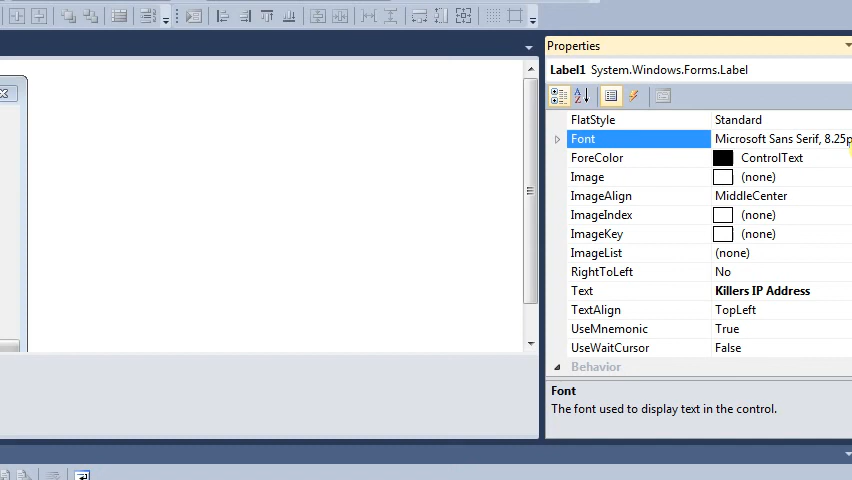 Properties
Label1 System.Windows.Forms.Label
FlatStyle Standard
Font Microsoft Sans Serif, 8.25p
ForeColor ControlText
Image (none)
ImageAlign MiddleCenter
ImageIndex (none)
ImageKey (none)
ImageList (none)
RightToLeft No
Text Killers IP Address
TextAlign TopLeft
UseMnemonic True
UseWaitCursor False
Behavior
Font
The font used to display text in the control.